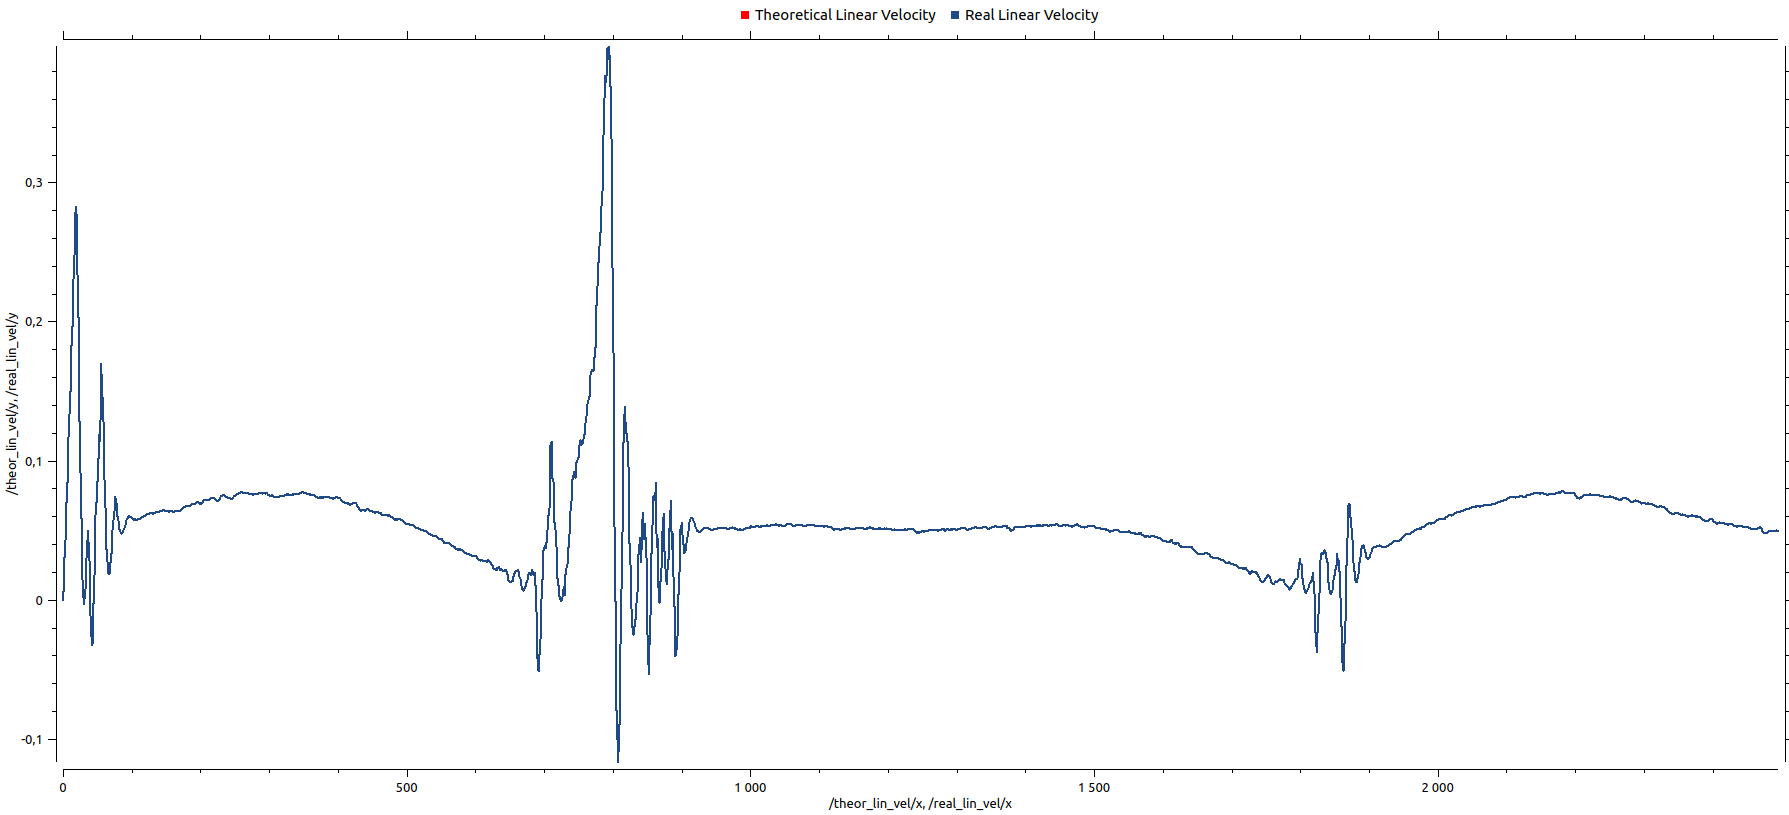 Theoretical Linear Velocity Real Linear Velocity
0,3
0,2
0,1
0
-0,1
/theor_lin_vel/y, /real_lin_vel/y
0 500 1 000 1 500 2 000
/theor_lin_vel/x, /real_lin_vel/x